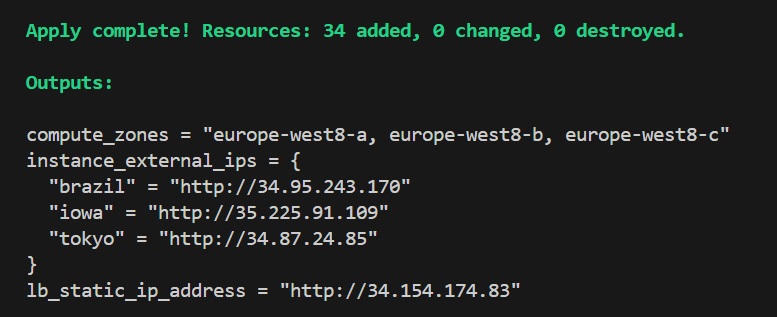 Apply complete! Resources: 34 added, 0 changed, 0 destroyed.
Outputs:
compute_zones = "europe-west8-a, europe-west8-b, europe-west8-c"
instance_external_ips = {
  "brazil" = "http://34.95.243.170"
  "iowa" = "http://35.225.91.109"
  "tokyo" = "http://34.87.24.85"
}
lb_static_ip_address = "http://34.154.174.83"